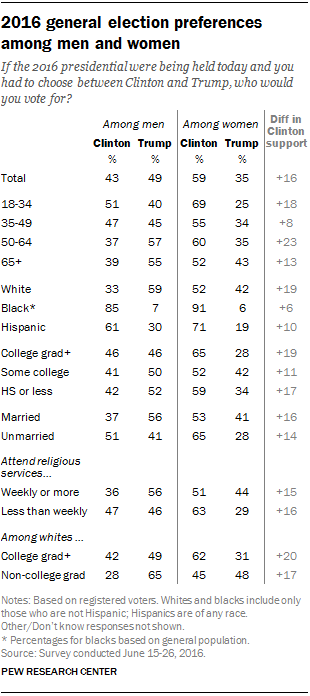 2016 general election preferences
among men and women
If the 2016 presidential were being held today and you
had to choose between Clinton and Trump, who would
you vote for?
Among men Among women Diff in Clinton support
Clinton Trump Clinton Trump
% % % %
Total 43 49 59 35 +16
18-34 51 40 69 25 +18
35-49 47 45 55 34 +8
50-64 37 57 60 35 +23
65+ 39 55 52 43 +13
White 33 59 52 42 +19
Black* 85 7 91 6 +6
Hispanic 61 30 71 19 +10
College grad+ 46 46 65 28 +19
Some college 41 50 52 42 +11
HS or less 42 52 59 34 +17
Married 37 56 53 41 +16
Unmarried 51 41 65 28 +14
Attend religious
services...
Weekly or more 36 56 51 44 +15
Less than weekly 47 46 63 29 +16
Among whites ...
College grad+ 42 49 62 31 +20
Non-college grad 28 65 45 48 +17
Notes: Based on registered voters. Whites and blacks include only
those who are not Hispanic; Hispanics are of any race.
Other/Don't know responses not shown.
* Percentages for blacks based on general population.
Source: Survey conducted June 15-26, 2016.
PEW RESEARCH CENTER